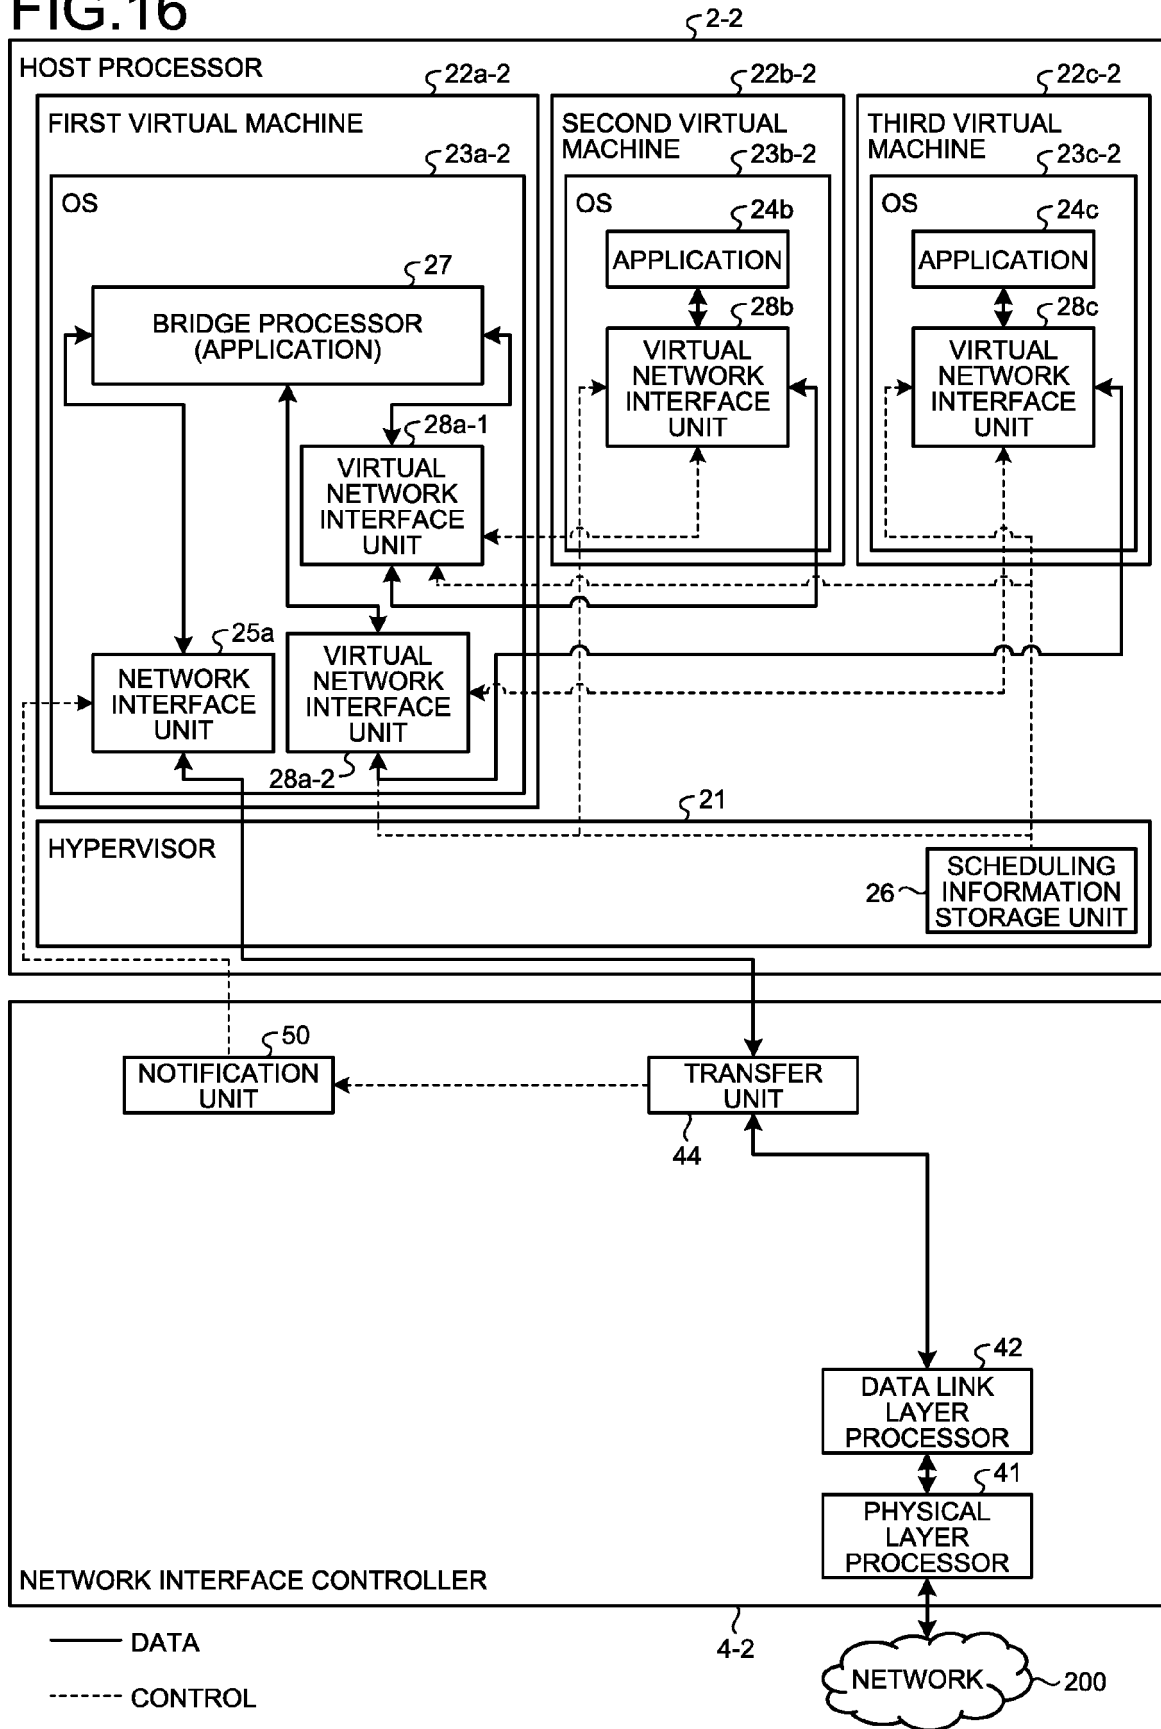 FIG.16
2-2
HOST PROCESSOR
22a-2
22b-2
22c-2
FIRST VIRTUAL MACHINE
SECOND VIRTUAL
MACHINE
THIRD VIRTUAL
MACHINE
23a-2
23b-2
23c-2
OS
OS
OS
24b
24c
APPLICATION
APPLICATION
27
BRIDGE PROCESSOR
(APPLICATION)
28b
28c
VIRTUAL
NETWORK
INTERFACE
UNIT
VIRTUAL
NETWORK
INTERFACE
UNIT
28a-1
VIRTUAL
NETWORK
INTERFACE
UNIT
25a
NETWORK
INTERFACE
UNIT
VIRTUAL
NETWORK
INTERFACE
UNIT
28a-2
21
HYPERVISOR
26
SCHEDULING
INFORMATION
STORAGE UNIT
50
NOTIFICATION
UNIT
TRANSFER
UNIT
44
42
DATA LINK
LAYER
PROCESSOR
41
PHYSICAL
LAYER
PROCESSOR
NETWORK INTERFACE CONTROLLER
4-2
DATA
CONTROL
NETWORK
200